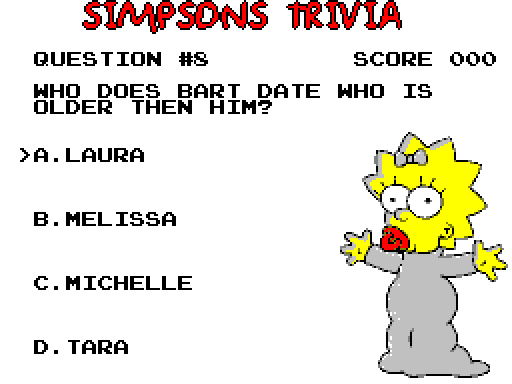 SIMPSONS TRIVIA
QUESTION #8 SCORE 000
WHO DOES BART DATE WHO IS
OLDER THEN HIM?
>A.LAURA
B.MELISSA
C.MICHELLE
D.TARA